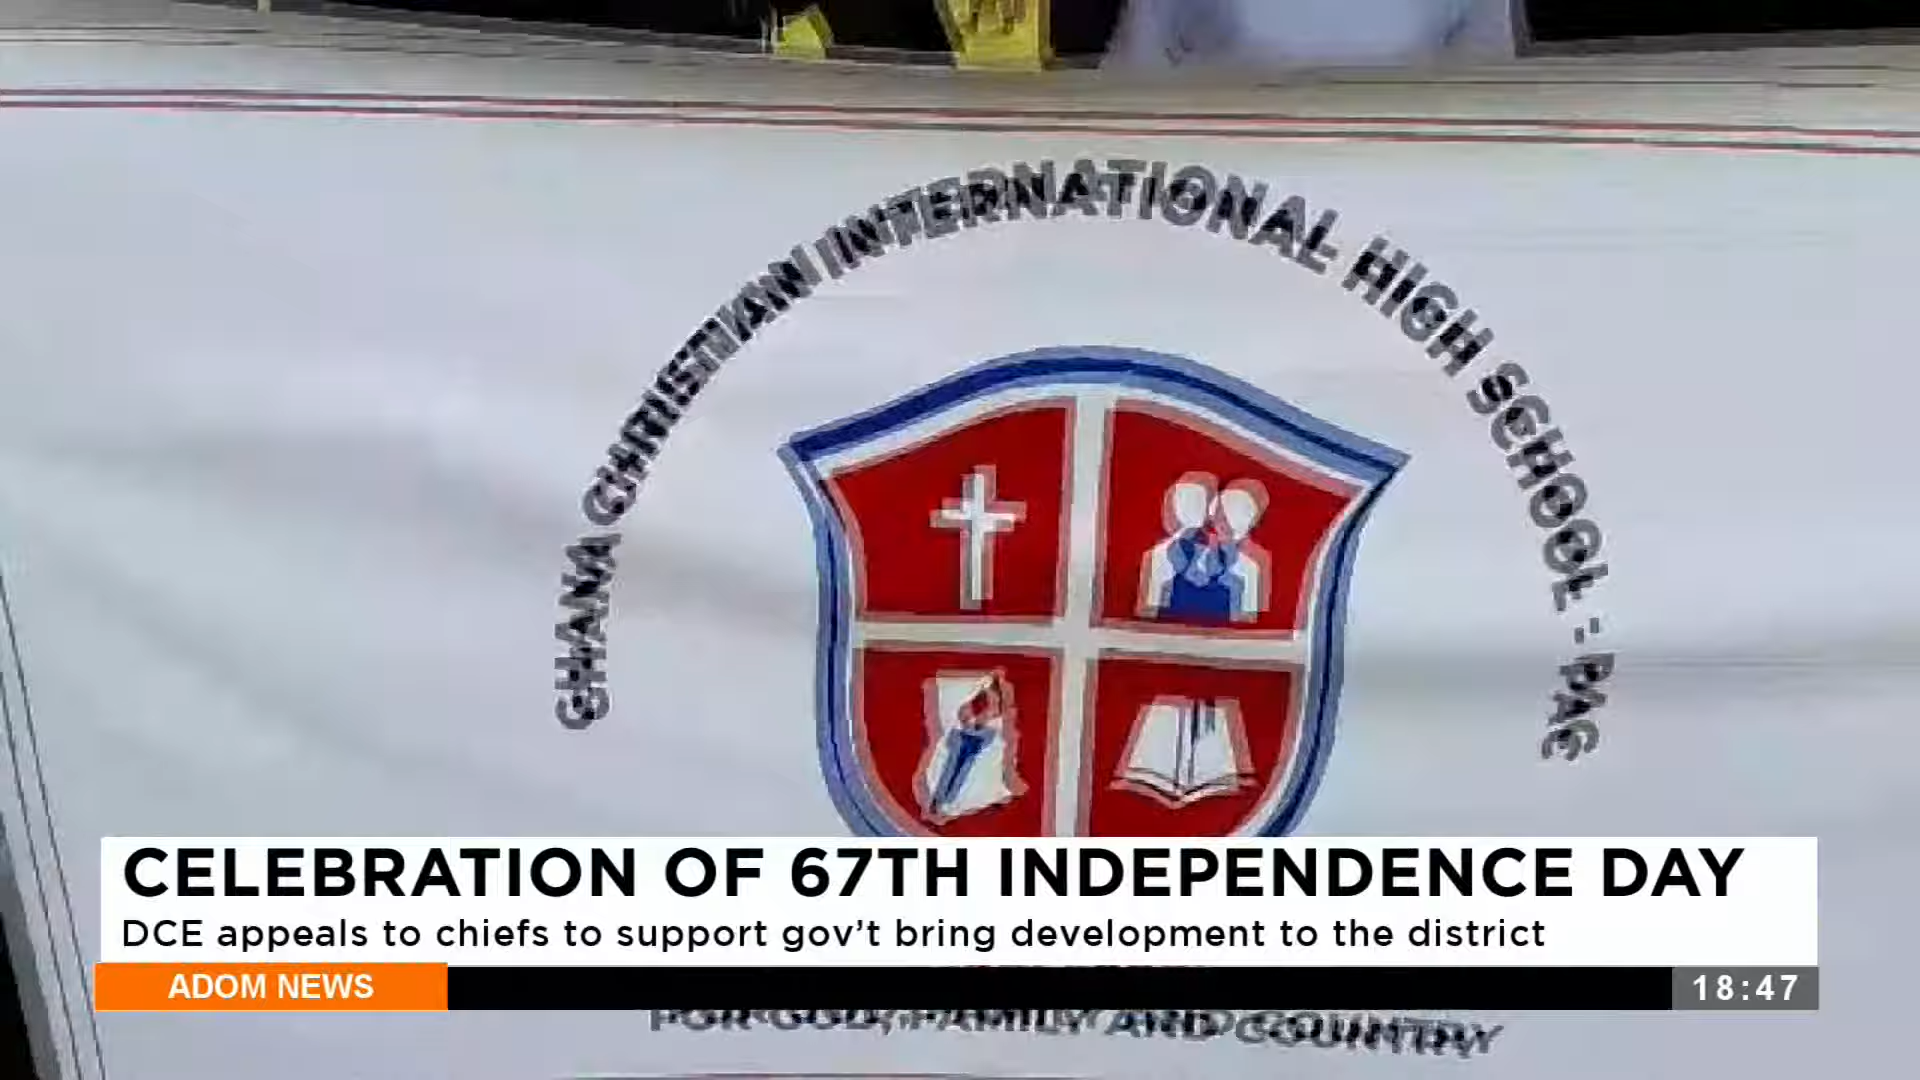 GHANA CHRISTIAN INTERNATIONAL HIGH SCHOOL - PAG
CELEBRATION OF 67TH INDEPENDENCE DAY
DCE appeals to chiefs to support gov't bring development to the district
ADOM NEWS
18:47
FOR GOD, FAMILY AND COUNTRY